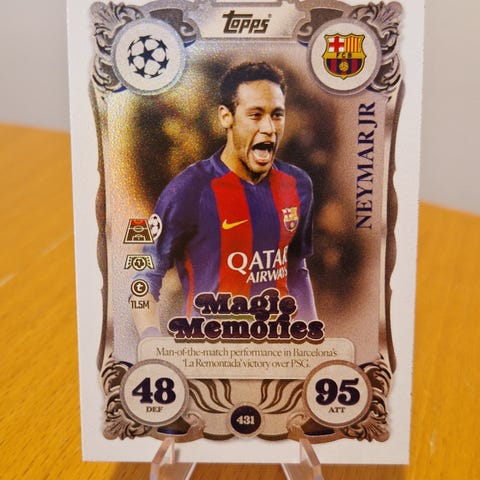 Topps
FCB
NEYMAR JR
QATAR
AIRWAYS
TLSM
Magic
Memories
Man-of-the-match performance in Barcelona's
'La Remontada' victory over PSG.
48
DEF
431
95
ATT